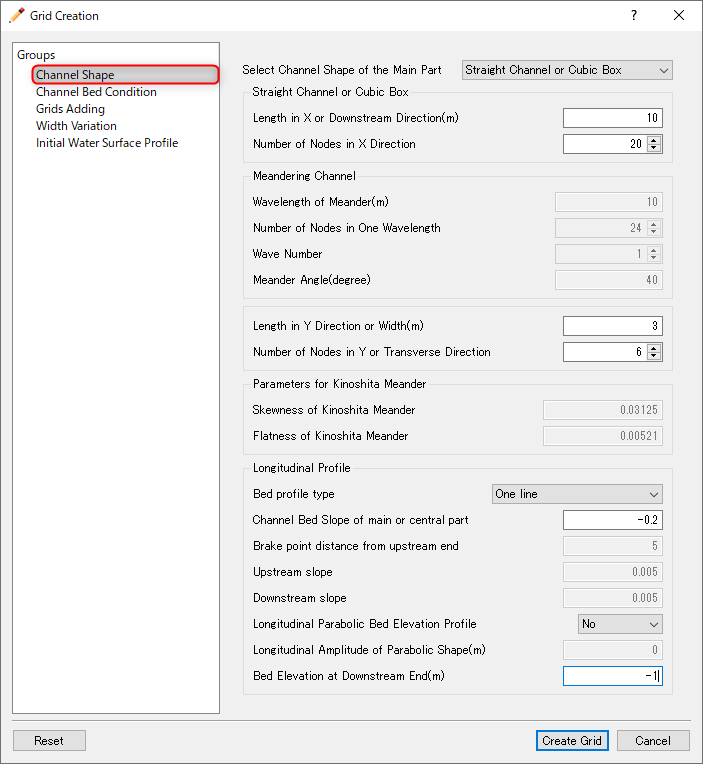 Grid Creation
?
Groups
Channel Shape
Channel Bed Condition
Grids Adding
Width Variation
Initial Water Surface Profile
Select Channel Shape of the Main Part Straight Channel or Cubic Box
Straight Channel or Cubic Box
Length in X or Downstream Direction(m) 10
Number of Nodes in X Direction 20
Meandering Channel
Wavelength of Meander(m) 10
Number of Nodes in One Wavelength 24
Wave Number 1
Meander Angle(degree) 40
Length in Y Direction or Width(m) 3
Number of Nodes in Y or Transverse Direction 6
Parameters for Kinoshita Meander
Skewness of Kinoshita Meander 0.03125
Flatness of Kinoshita Meander 0.00521
Longitudinal Profile
Bed profile type One line
Channel Bed Slope of main or central part -0.2
Brake point distance from upstream end 5
Upstream slope 0.005
Downstream slope 0.005
Longitudinal Parabolic Bed Elevation Profile No
Longitudinal Amplitude of Parabolic Shape(m) 0
Bed Elevation at Downstream End(m) -1
Reset Create Grid Cancel